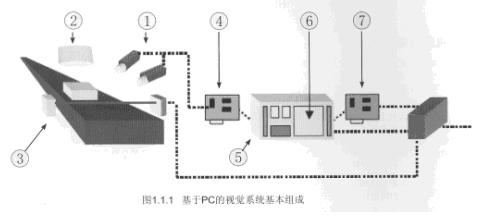 ② ① ④ ⑥ ⑦
③ ⑤
图1.1.1 基于PC的视觉系统基本组成